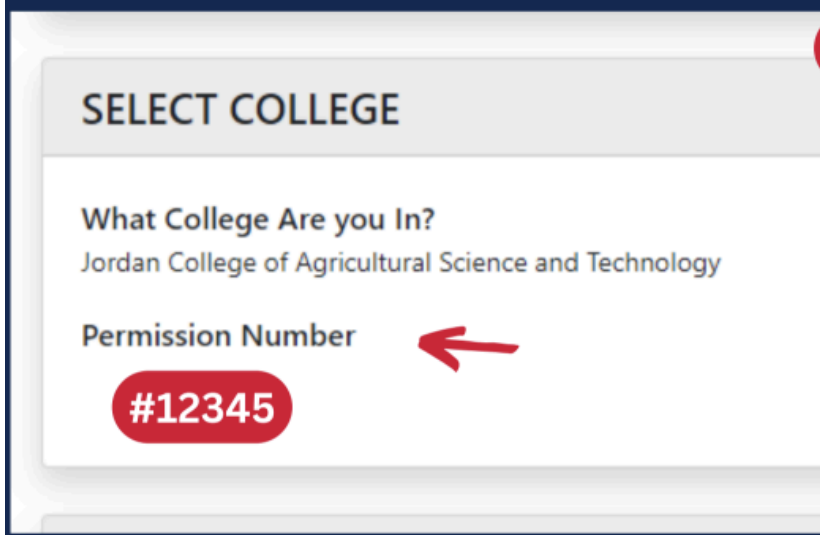 SELECT COLLEGE
What College Are you In?
Jordan College of Agricultural Science and Technology
Permission Number
#12345